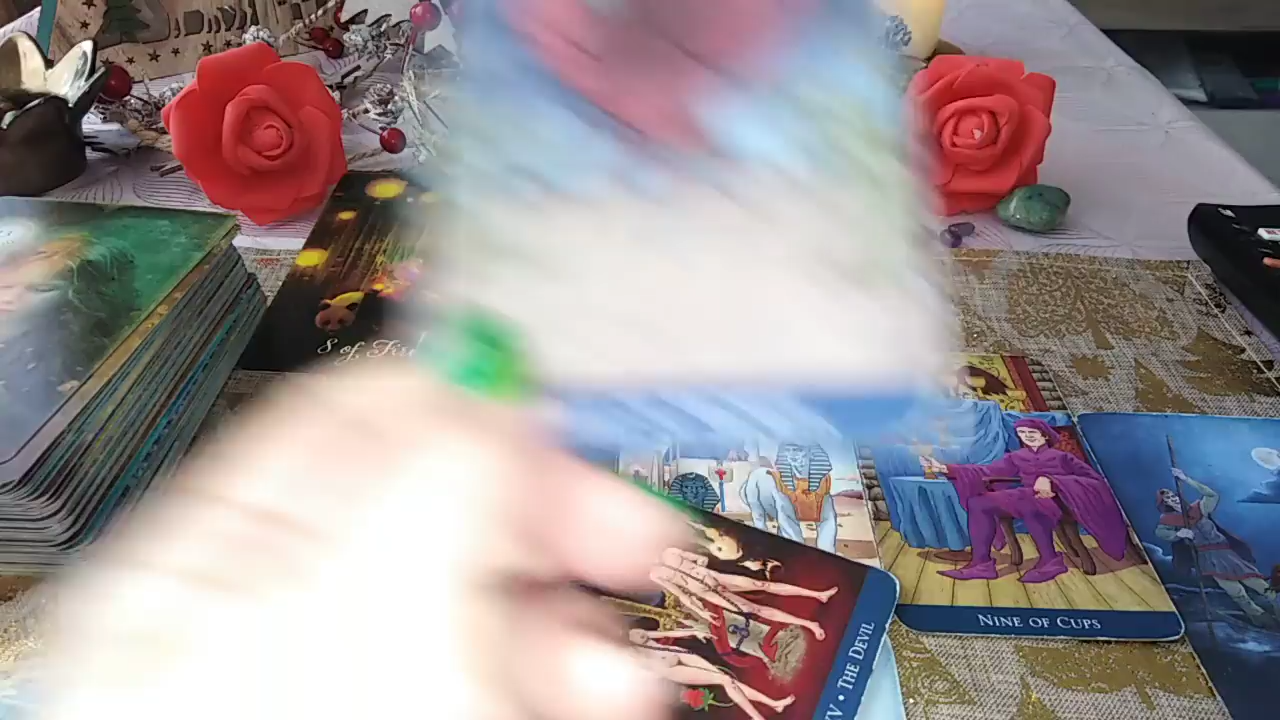 8 of Fire
NINE OF CUPS
XV • THE DEVIL